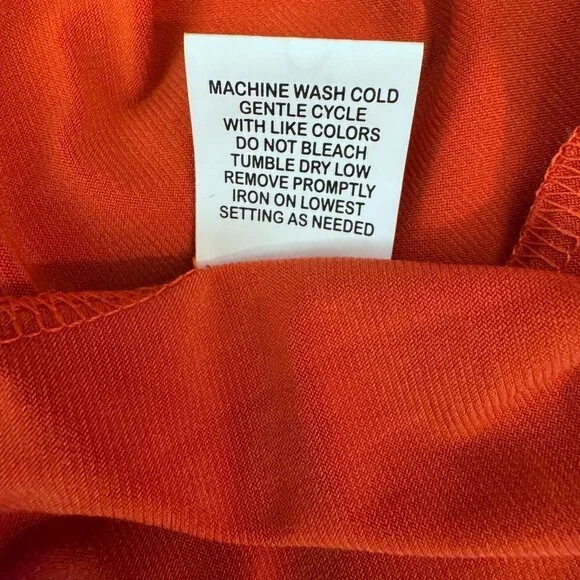 MACHINE WASH COLD
GENTLE CYCLE
WITH LIKE COLORS
DO NOT BLEACH
TUMBLE DRY LOW
REMOVE PROMPTLY
IRON ON LOWEST
SETTING AS NEEDED